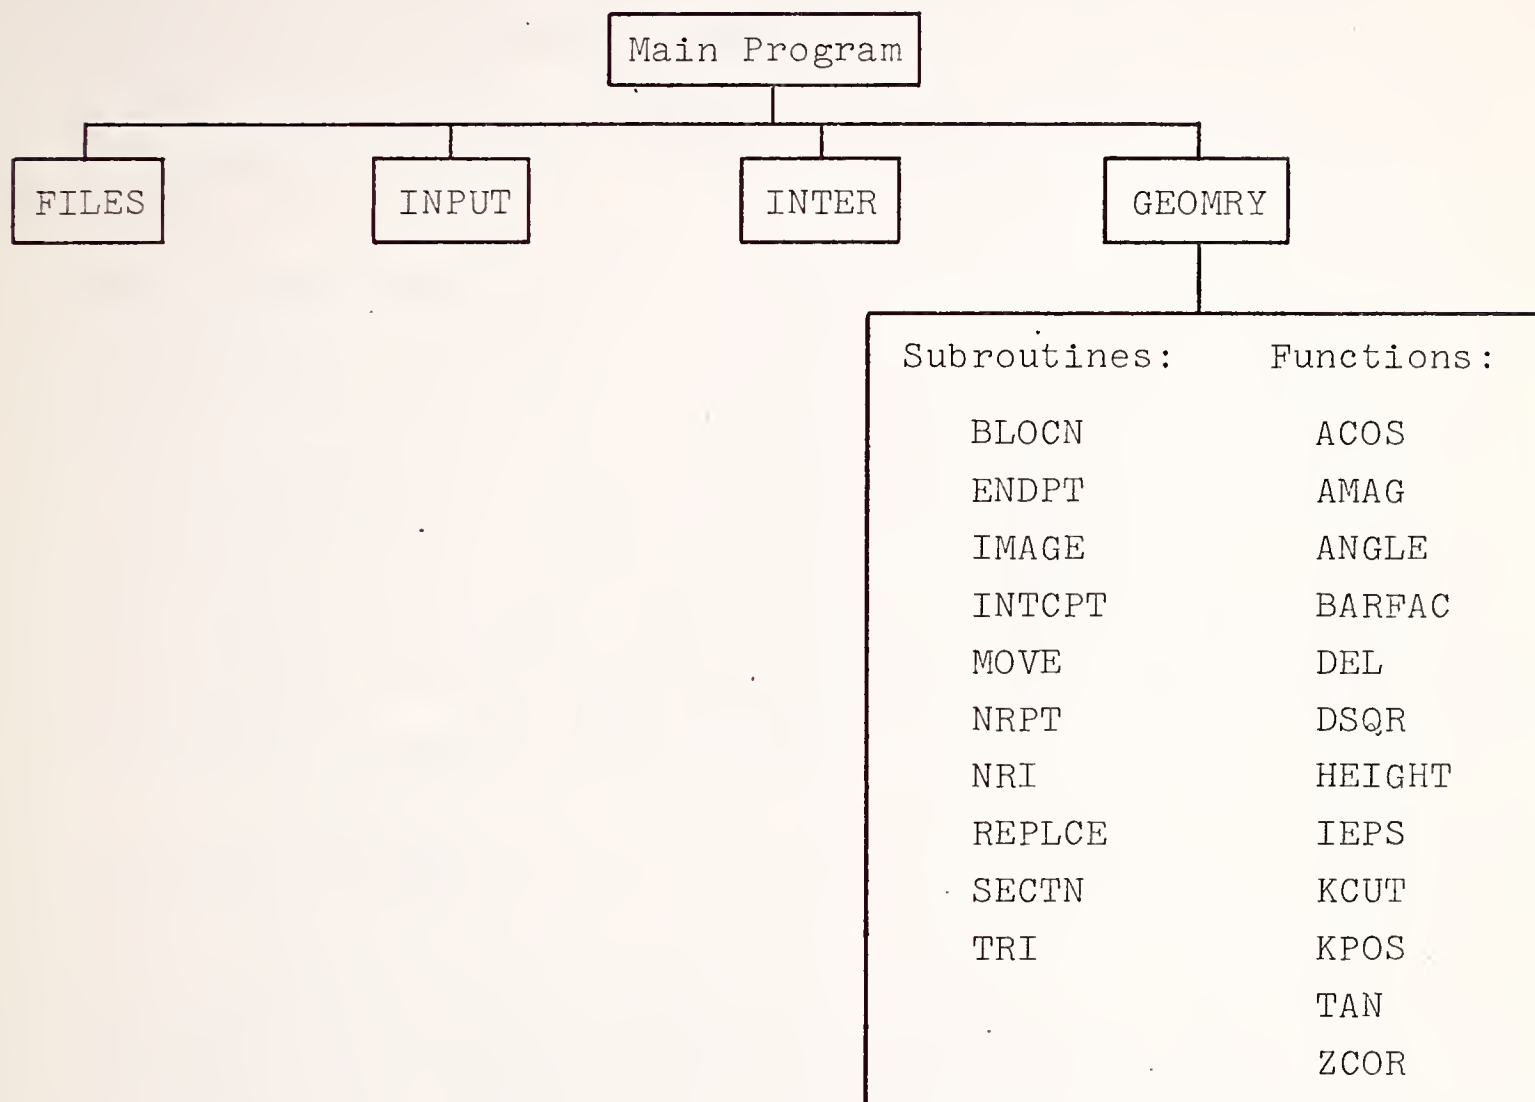 Main Program
FILES INPUT INTER GEOMRY
Subroutines: Functions:
BLOCN ACOS
ENDPT AMAG
IMAGE ANGLE
INTCPT BARFAC
MOVE DEL
NRPT DSQR
NRI HEIGHT
REPLCE IEPS
SECTN KCUT
TRI KPOS
TAN
ZCOR